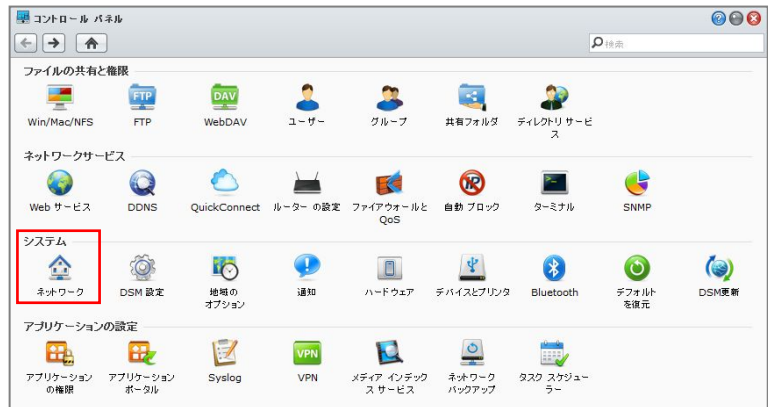 コントロール パネル
検索
ファイルの共有と権限
FTP
DAV
Win/Mac/NFS
FTP
WebDAV
ユーザー
グループ
共有フォルダ
ディレクトリ サービ
ス
ネットワークサービス
IP
Web サービス
DDNS
QuickConnect
ルーター の設定
ファイアウォールと
QoS
自動 ブロック
ターミナル
SNMP
システム
ネットワーク
DSM 設定
地域の
オプション
通知
ハードウェア
デバイスとプリンタ
Bluetooth
デフォルト
を復元
DSM更新
アプリケーションの設定
VPN
アプリケーション
の権限
アプリケーション
ポータル
Syslog
VPN
メディア インデック
ス サービス
ネットワーク
バックアップ
タスク スケジュー
ラー